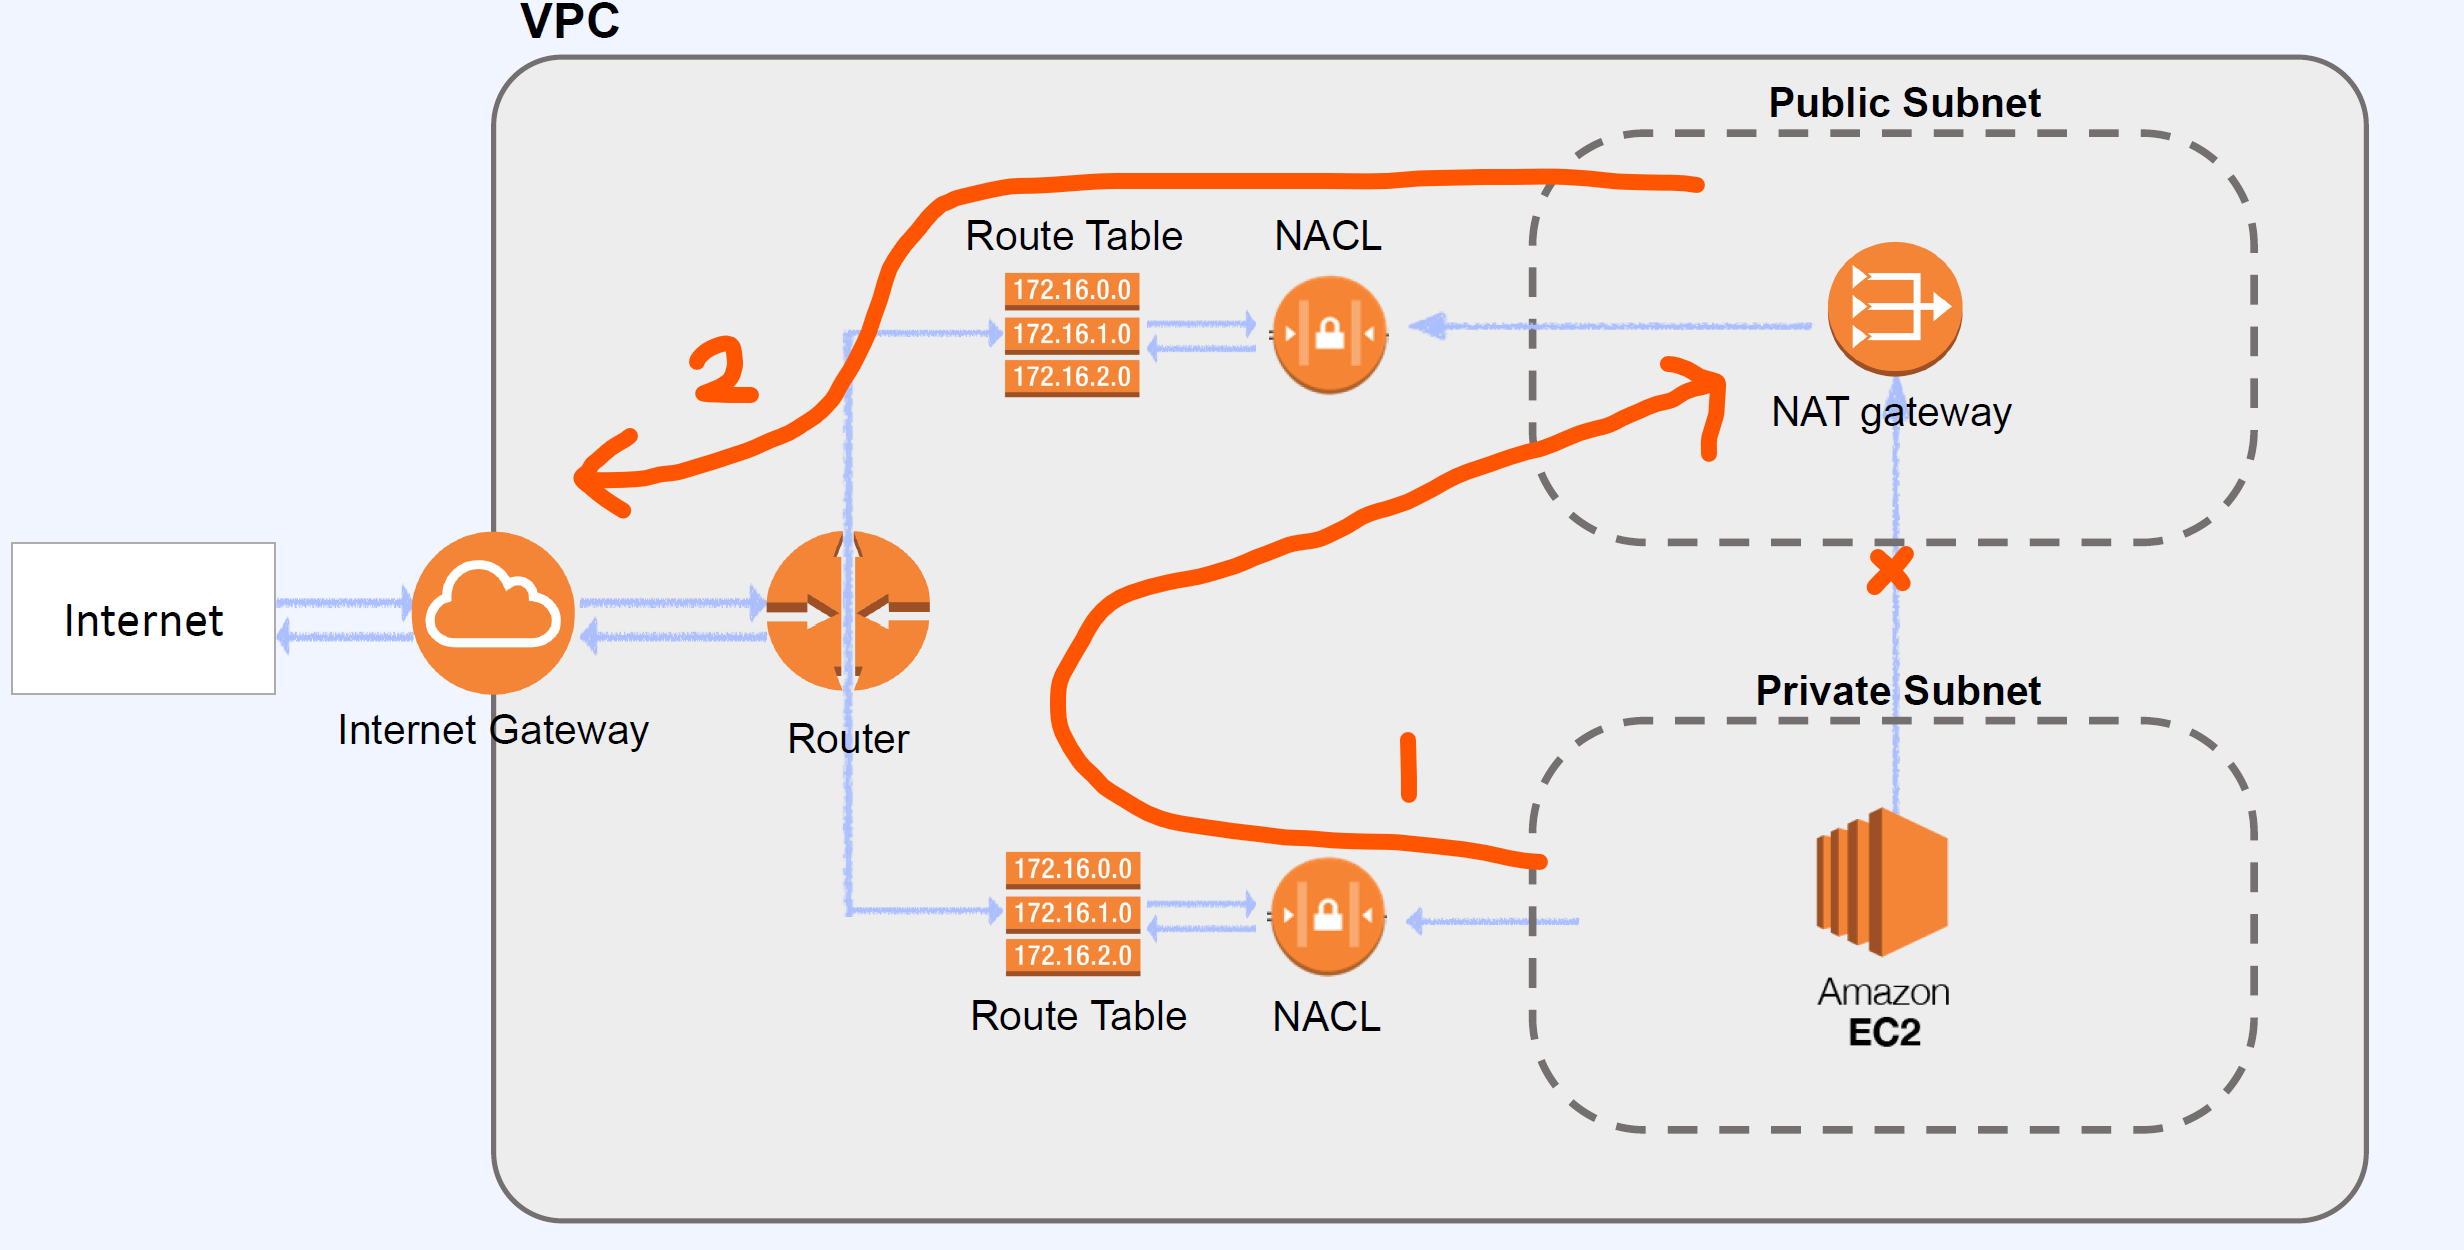 VPC
Public Subnet
Route Table
NACL
172.16.0.0
172.16.1.0
172.16.2.0
2
NAT gateway
Internet
Internet Gateway
Router
Private Subnet
1
172.16.0.0
172.16.1.0
172.16.2.0
Route Table
NACL
Amazon
EC2